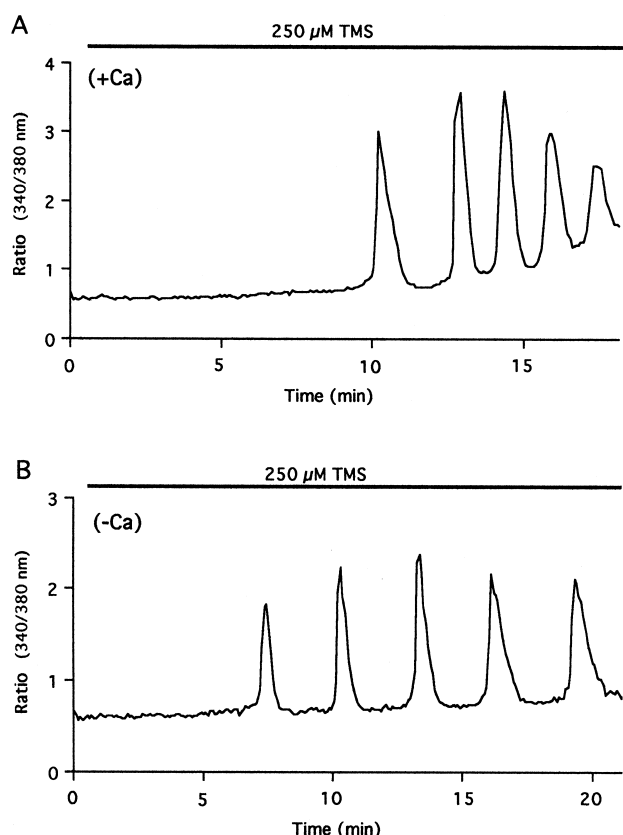 A
250 µM TMS
(+Ca)
Ratio (340/380 nm)
4
3
2
1
0
0 5 10 15
Time (min)
B
250 µM TMS
(-Ca)
Ratio (340/380 nm)
3
2
1
0
0 5 10 15 20
Time (min)